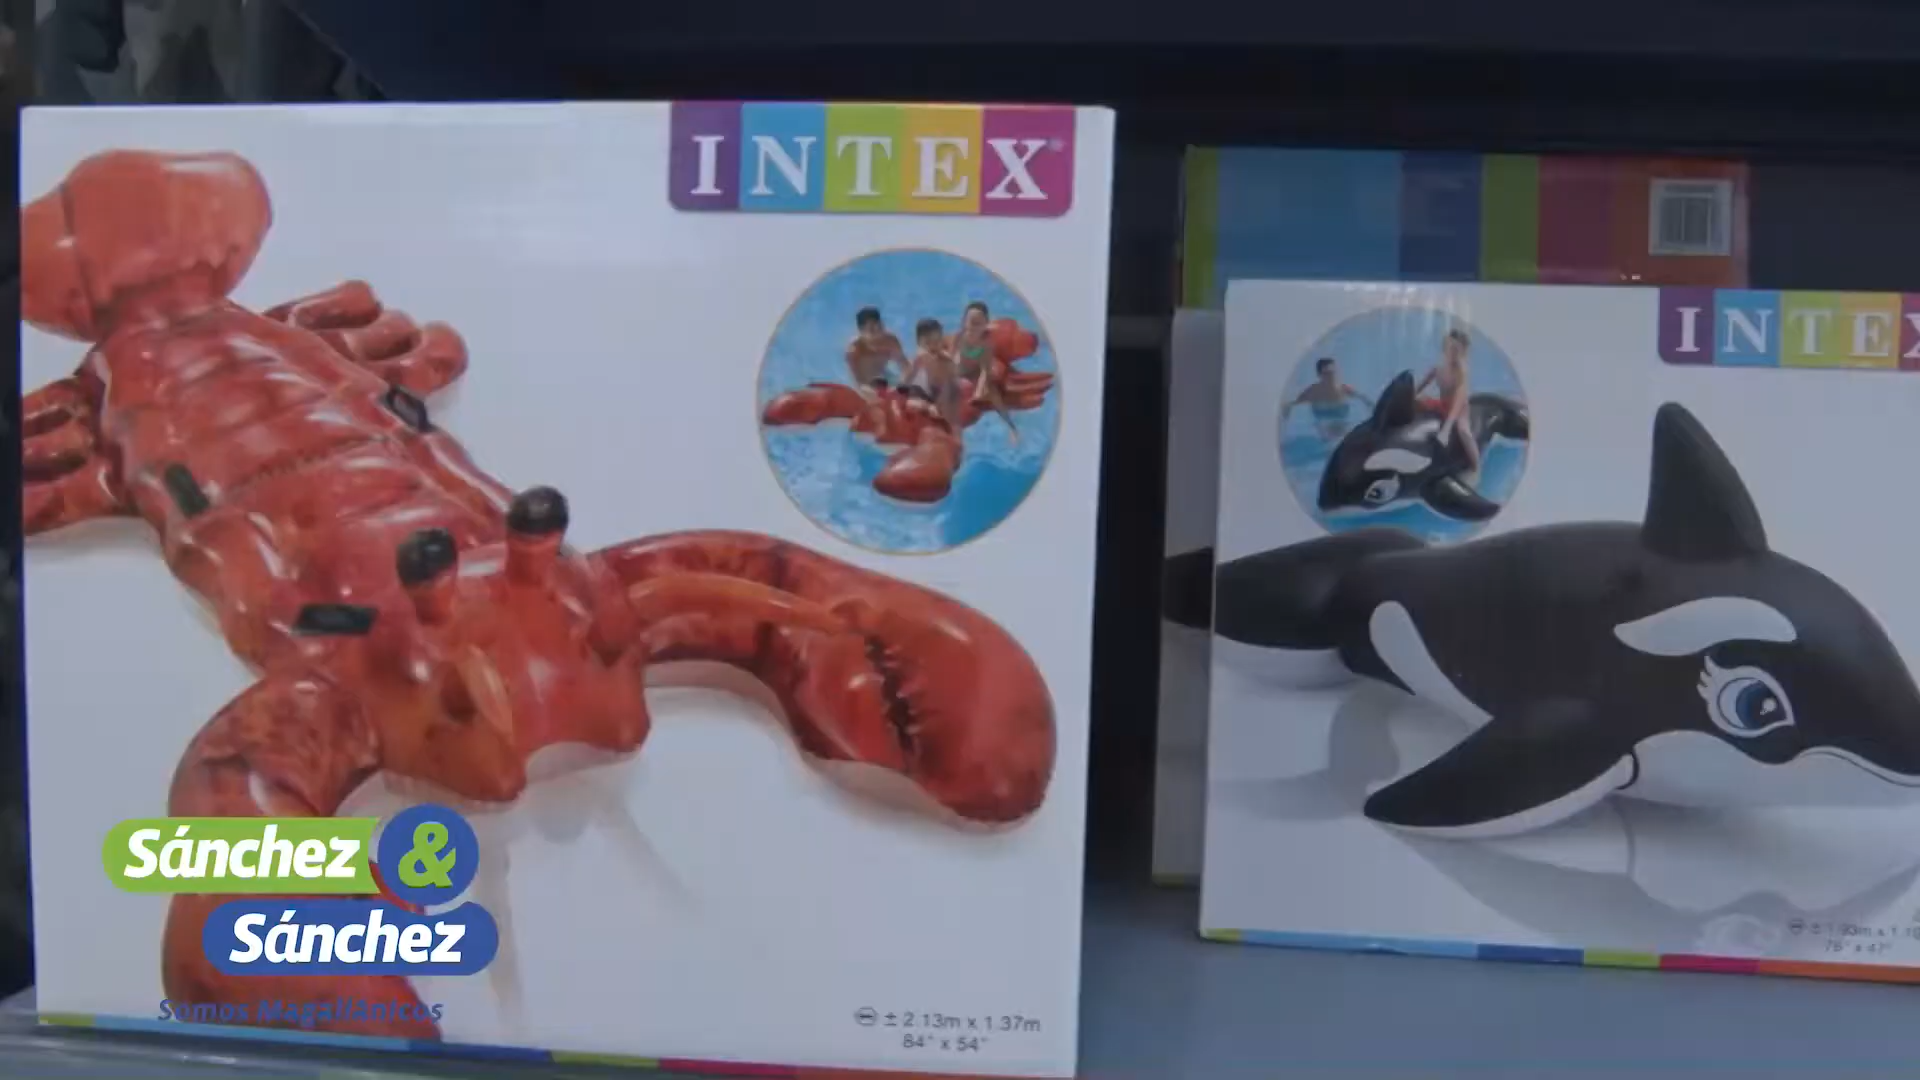 INTEX
INTEX
Sánchez &
Sánchez
Somos Magallánicos
± 2.13m x 1.37m
84" x 54"